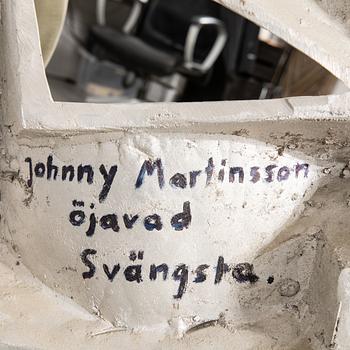 Johnny Martinsson
öjavad
Svängsta.